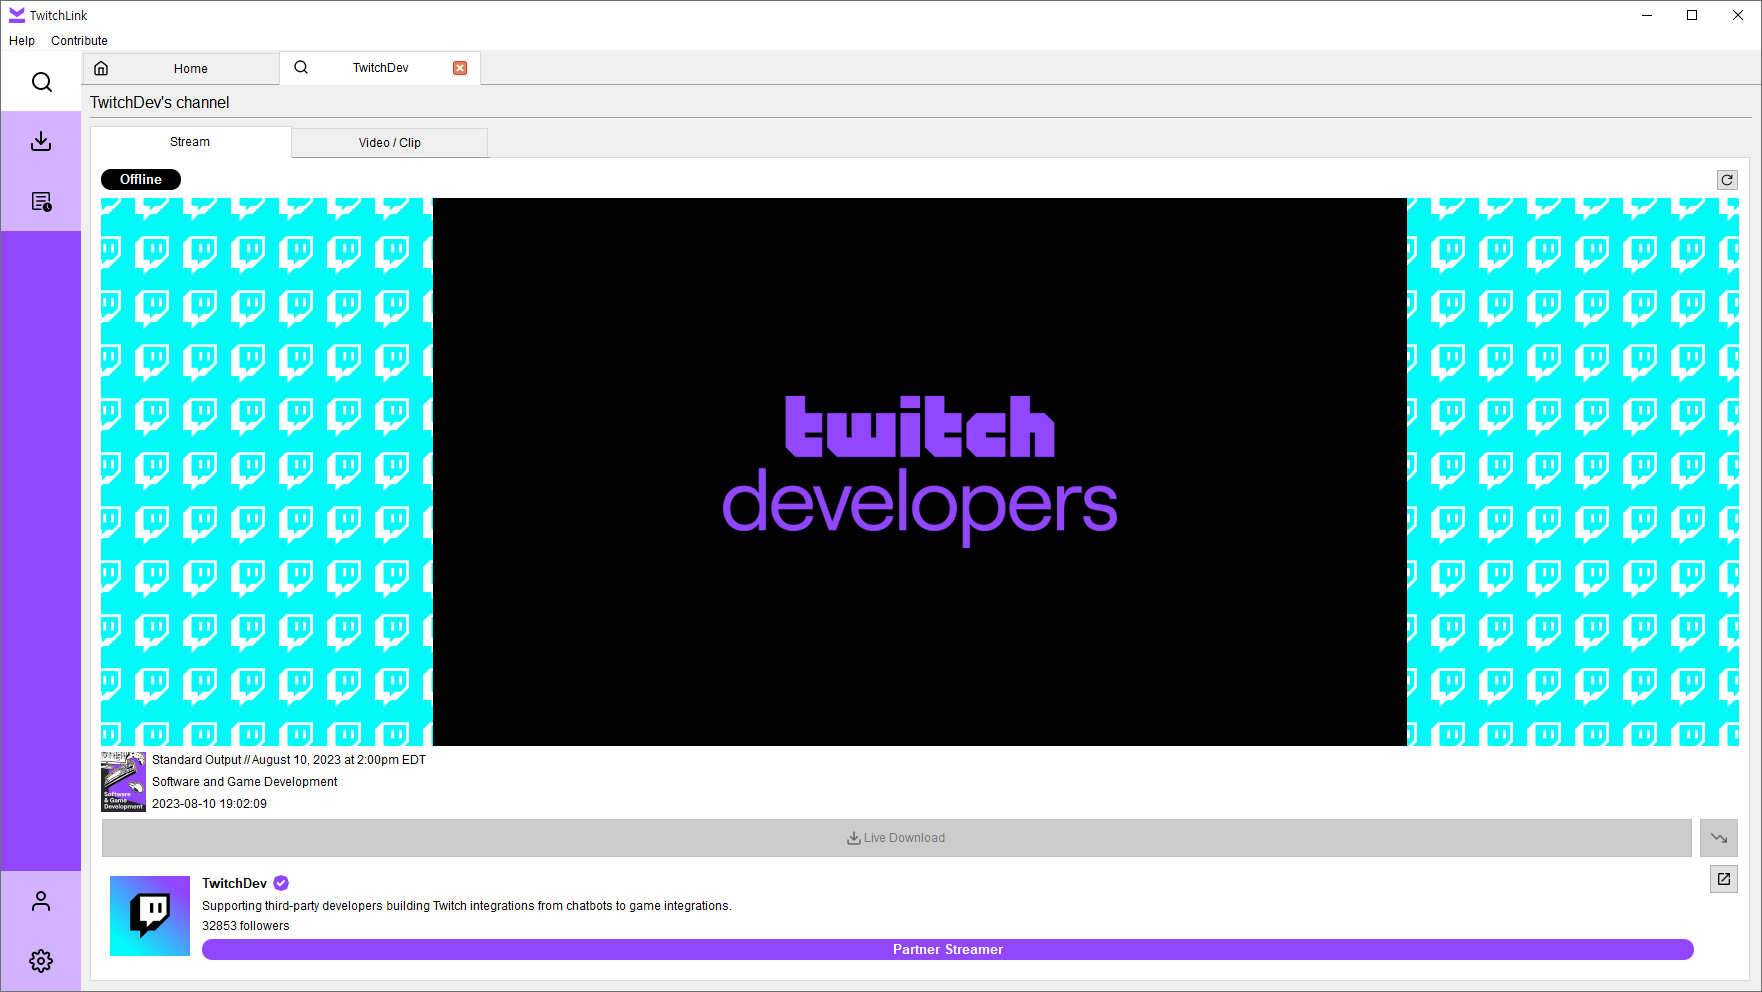 TwitchLink
Help Contribute
Home TwitchDev
TwitchDev's channel
Stream Video / Clip
Offline
twitch
developers
Standard Output // August 10, 2023 at 2:00pm EDT
Software and Game Development
2023-08-10 19:02:09
Software
& Game
Development
Live Download
TwitchDev
Supporting third-party developers building Twitch integrations from chatbots to game integrations.
32853 followers
Partner Streamer